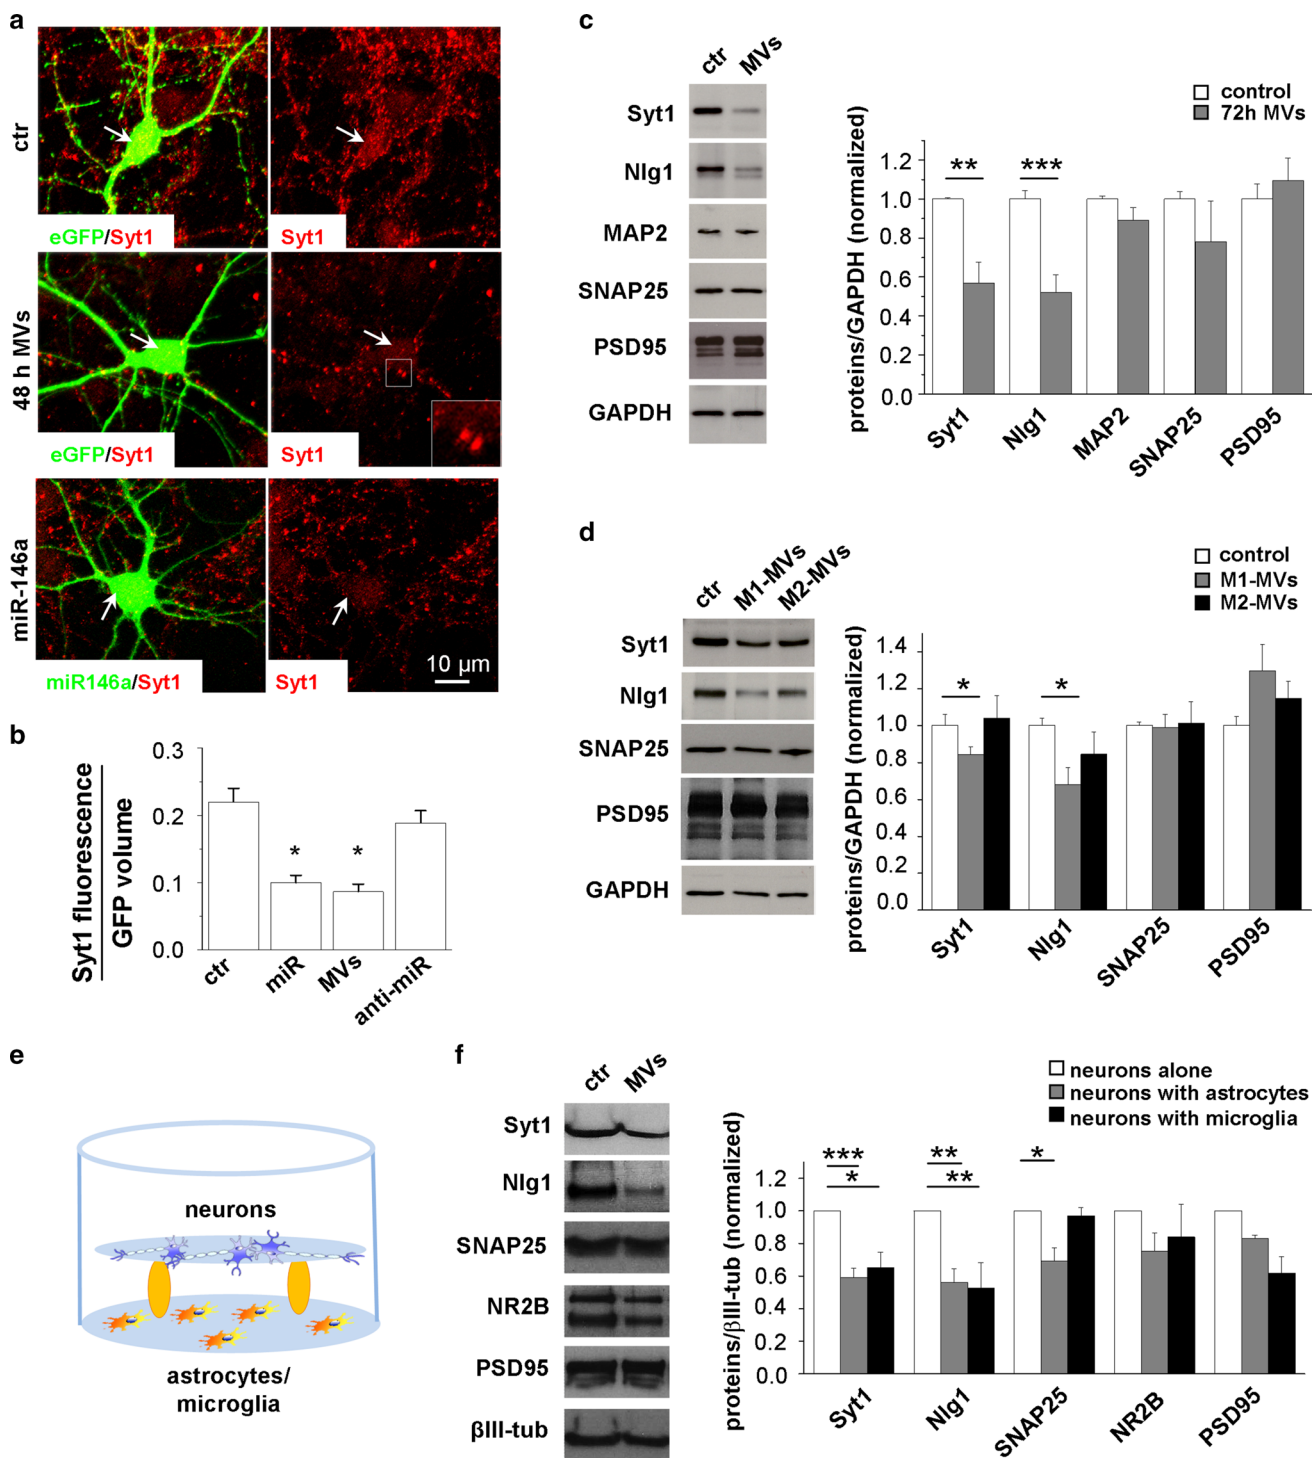 a
ctr
eGFP/Syt1
Syt1
48 h MVs
eGFP/Syt1
Syt1
miR-146a
miR146a/Syt1
Syt1
10 µm
b
Syt1 fluorescence
GFP volume
0.3
0.2
0.1
0.0
* *
ctr
miR
MVs
anti-miR
c
ctr
MVs
Syt1
Nlg1
MAP2
SNAP25
PSD95
GAPDH
control
72h MVs
proteins/GAPDH (normalized)
1.2
1.0
0.8
0.6
0.4
0.2
0.0
** ***
Syt1
Nlg1
MAP2
SNAP25
PSD95
d
ctr
M1-MVs
M2-MVs
Syt1
Nlg1
SNAP25
PSD95
GAPDH
control
M1-MVs
M2-MVs
proteins/GAPDH (normalized)
1.4
1.2
1.0
0.8
0.6
0.4
0.2
0.0
* *
Syt1
Nlg1
SNAP25
PSD95
e
neurons
astrocytes/
microglia
f
ctr
MVs
Syt1
Nlg1
SNAP25
NR2B
PSD95
βIII-tub
neurons alone
neurons with astrocytes
neurons with microglia
proteins/βIII-tub (normalized)
1.2
1.0
0.8
0.6
0.4
0.2
0.0
*** ** *
* **
Syt1
Nlg1
SNAP25
NR2B
PSD95